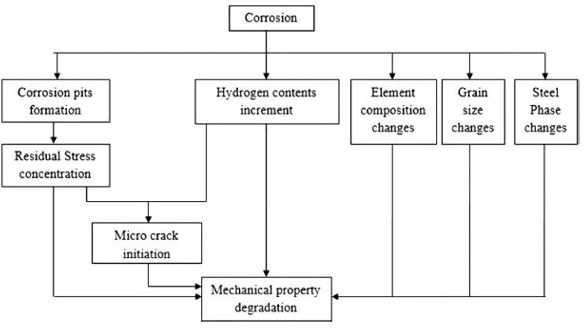 Corrosion
Corrosion pits
formation
Hydrogen contents
increment
Element
composition
changes
Grain
size
changes
Steel
Phase
changes
Residual Stress
concentration
Micro crack
initiation
Mechanical property
degradation